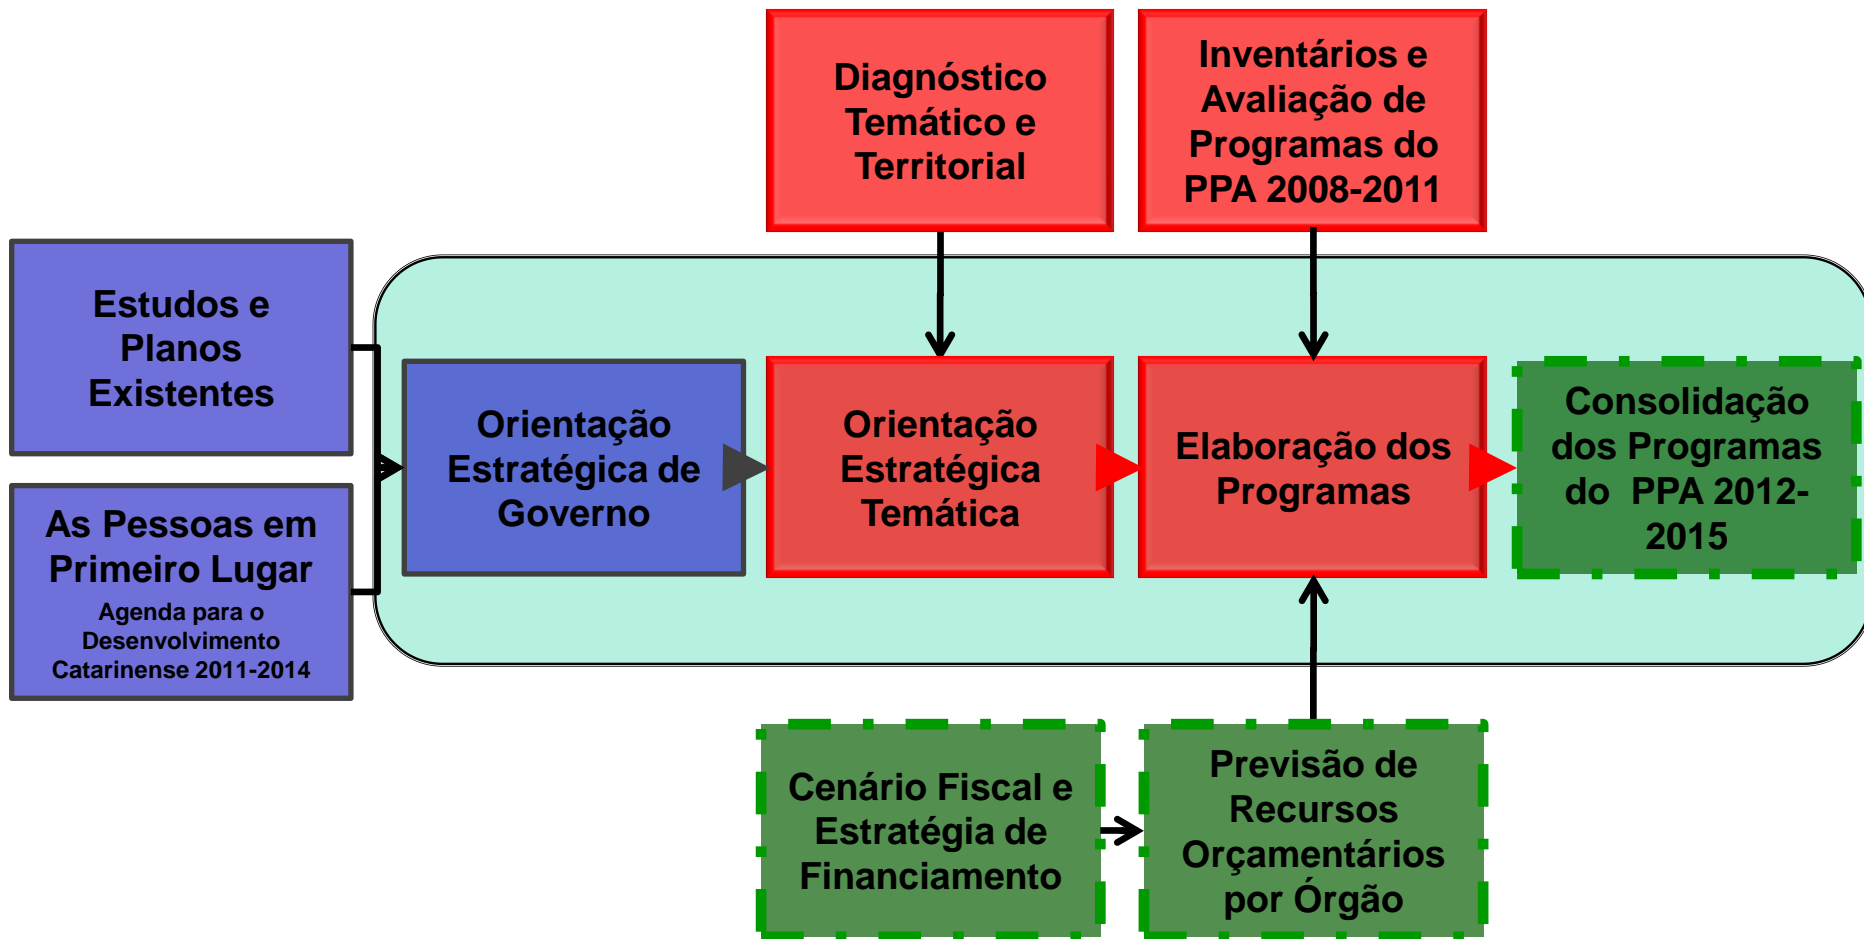 Diagnóstico
Temático e
Territorial
Inventários e
Avaliação de
Programas do
PPA 2008-2011
Estudos e
Planos
Existentes
As Pessoas em
Primeiro Lugar
Agenda para o
Desenvolvimento
Catarinense 2011-2014
Orientação
Estratégica de
Governo
Orientação
Estratégica
Temática
Elaboração dos
Programas
Consolidação
dos Programas
do PPA 2012-
2015
Cenário Fiscal e
Estratégia de
Financiamento
Previsão de
Recursos
Orçamentários
por Órgão